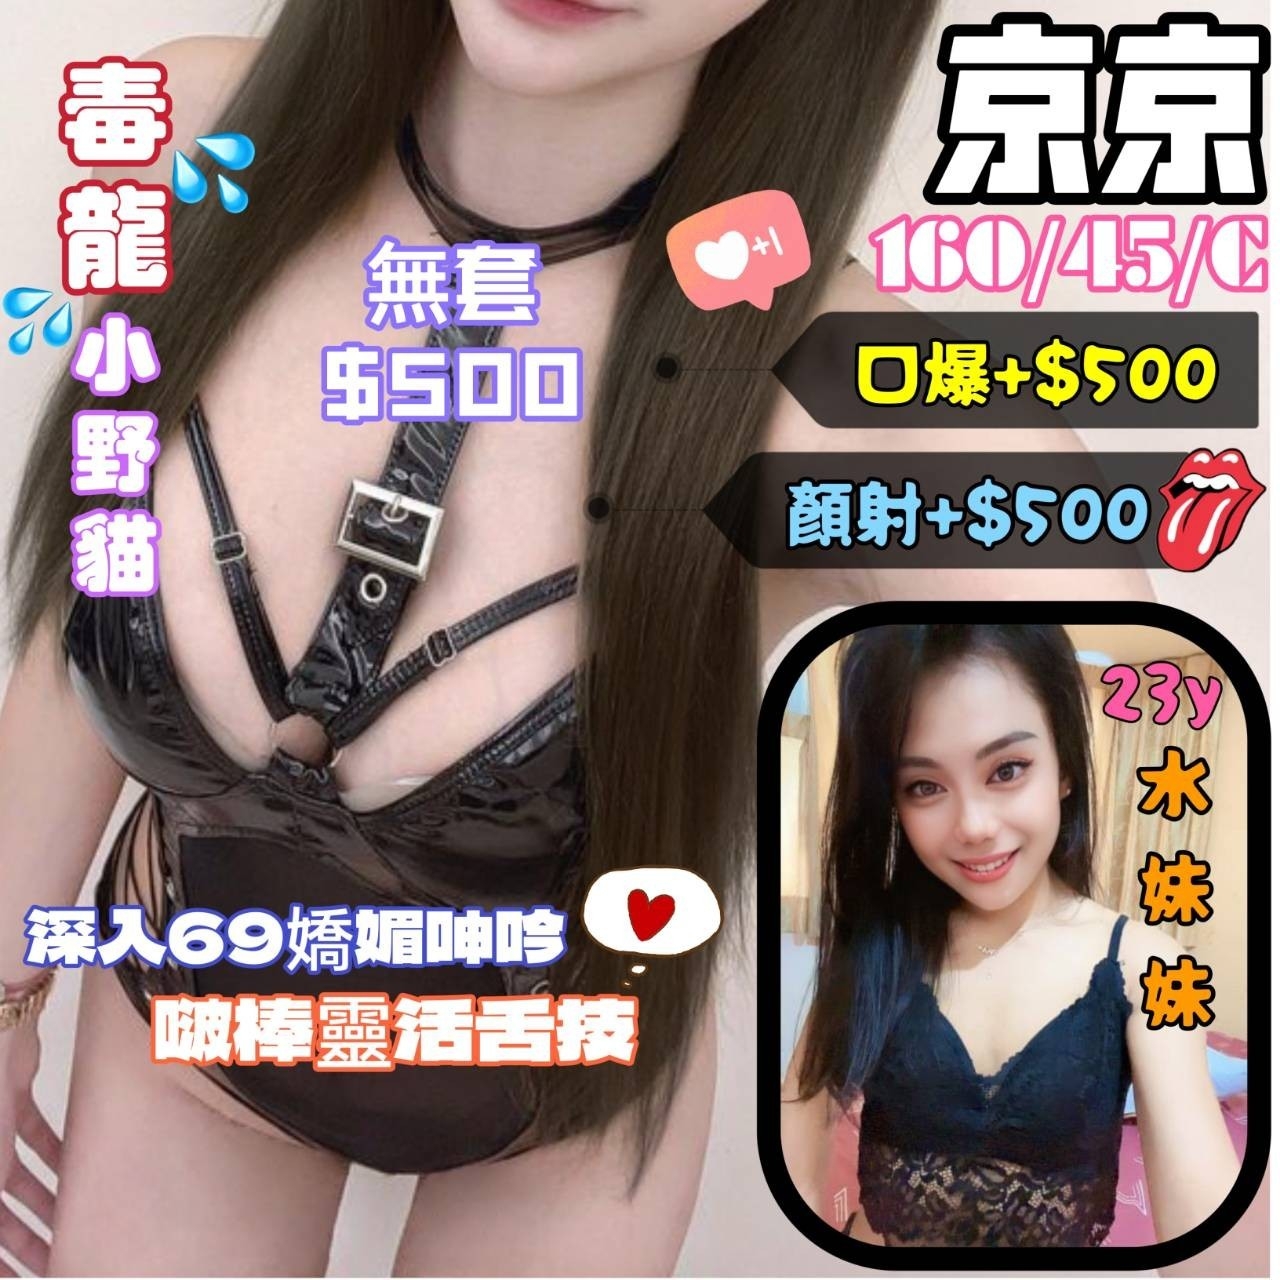 京京
160/45/C
毒龍小野貓
無套
$500
+1
口爆+$500
顏射+$500
23y
水妹妹
深入69嬌媚呻吟
啵棒靈活舌技